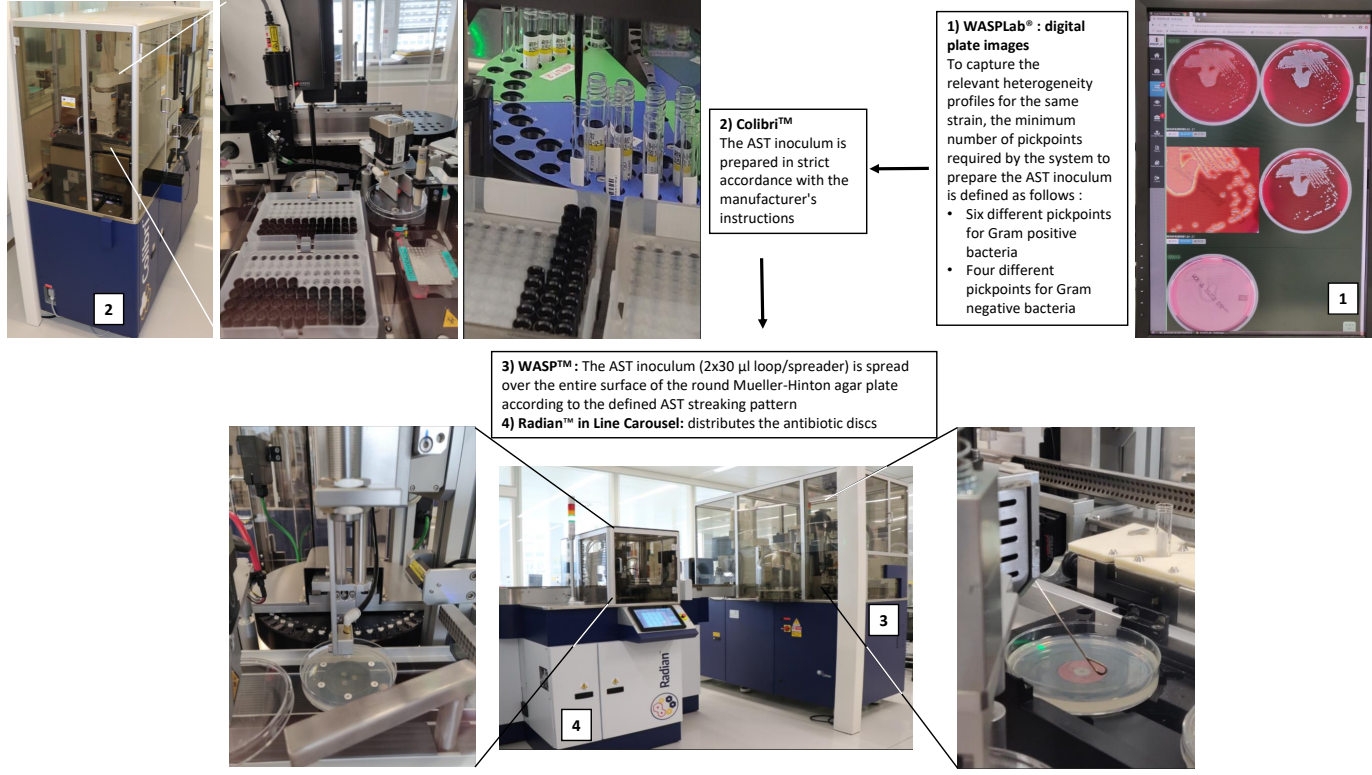 1) WASPLab® : digital
plate images
To capture the
relevant heterogeneity
profiles for the same
strain, the minimum
number of pickpoints
required by the system to
prepare the AST inoculum
is defined as follows :
• Six different pickpoints
for Gram positive
bacteria
• Four different
pickpoints for Gram
negative bacteria
1
2) Colibri™
The AST inoculum is
prepared in strict
accordance with the
manufacturer's
instructions
Colibrí
2
3) WASP™ : The AST inoculum (2x30 µl loop/spreader) is spread
over the entire surface of the round Mueller-Hinton agar plate
according to the defined AST streaking pattern
4) Radian™ in Line Carousel: distributes the antibiotic discs
3
Radian
4